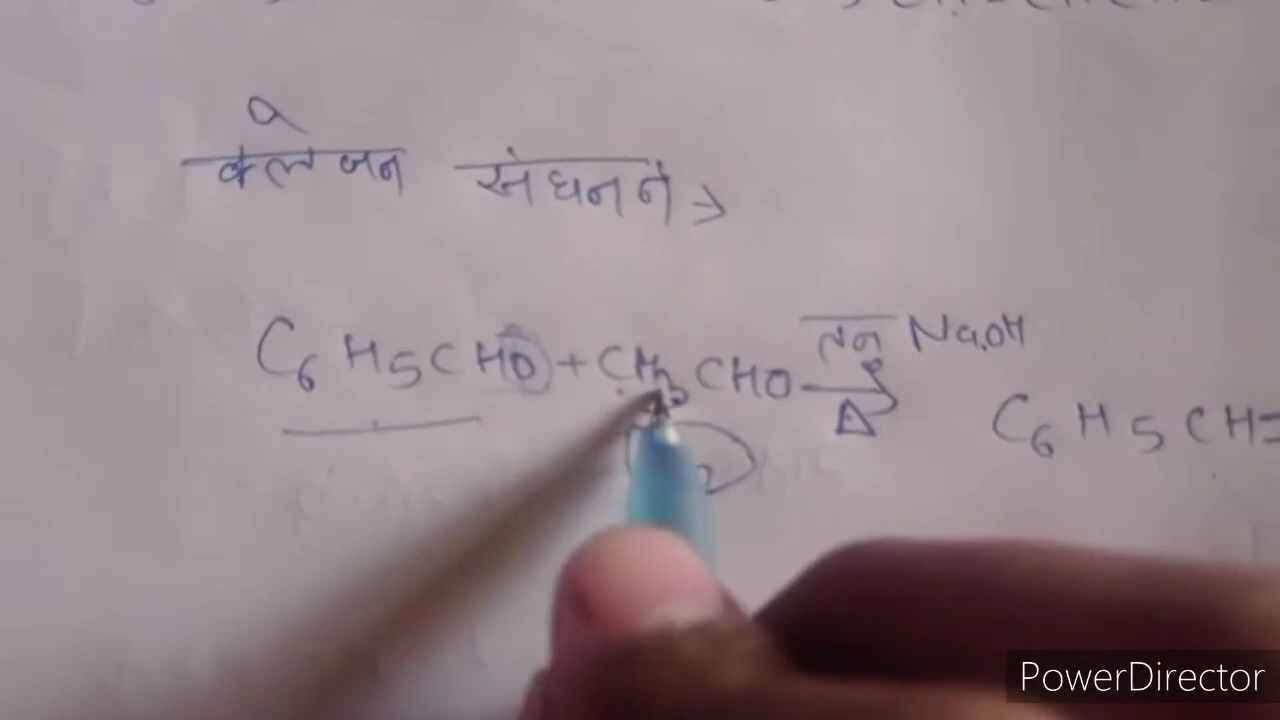 a
क्लेजन संघनन →
C6H5CHO + CH3CHO तनु NaOH Δ → C6H5CH=
PowerDirector